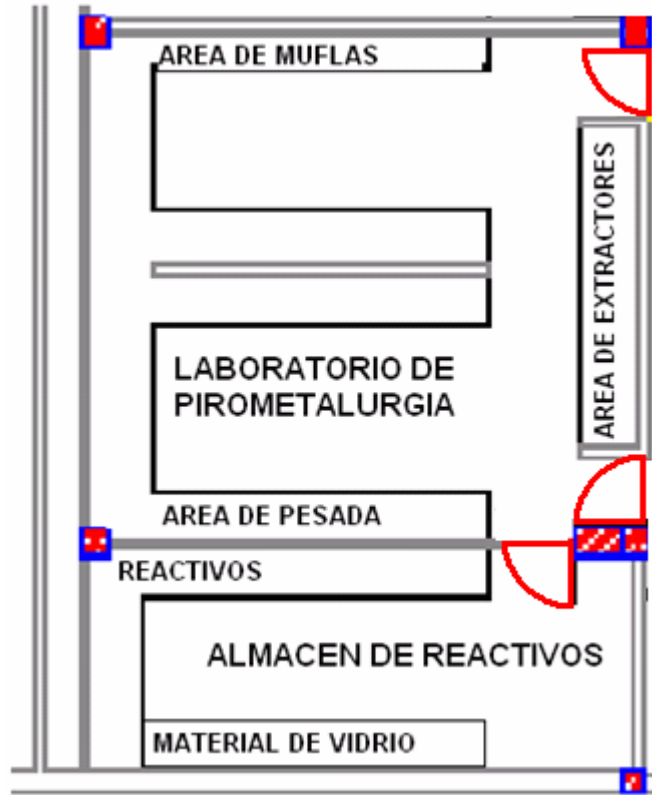 AREA DE MUFLAS
AREA DE EXTRACTORES
LABORATORIO DE
PIROMETALURGIA
AREA DE PESADA
REACTIVOS
ALMACEN DE REACTIVOS
MATERIAL DE VIDRIO